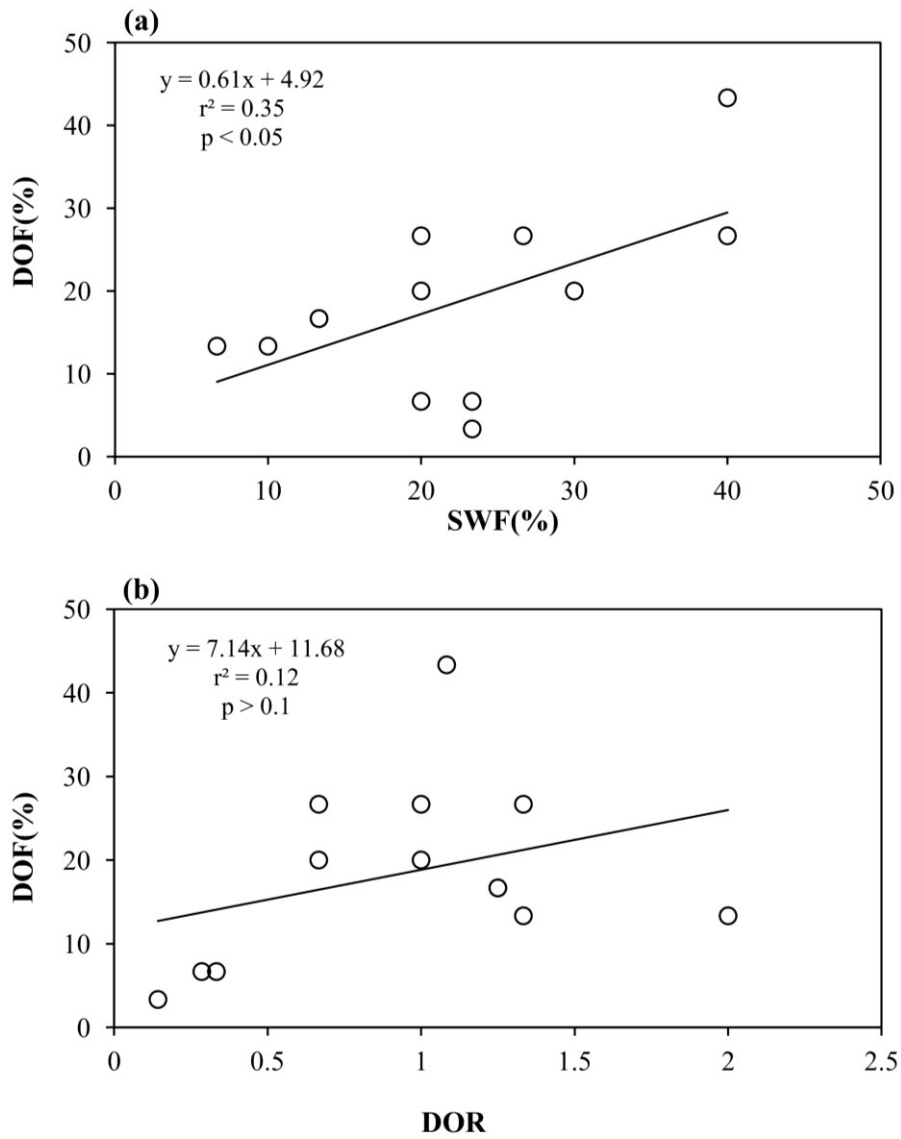 (a)
50
y = 0.61x + 4.92
r² = 0.35
p < 0.05
40
30
20
10
0
DOF(%)
0 10 20 30 40 50
SWF(%)
(b)
50
y = 7.14x + 11.68
r² = 0.12
p > 0.1
40
30
20
10
0
DOF(%)
0 0.5 1 1.5 2 2.5
DOR